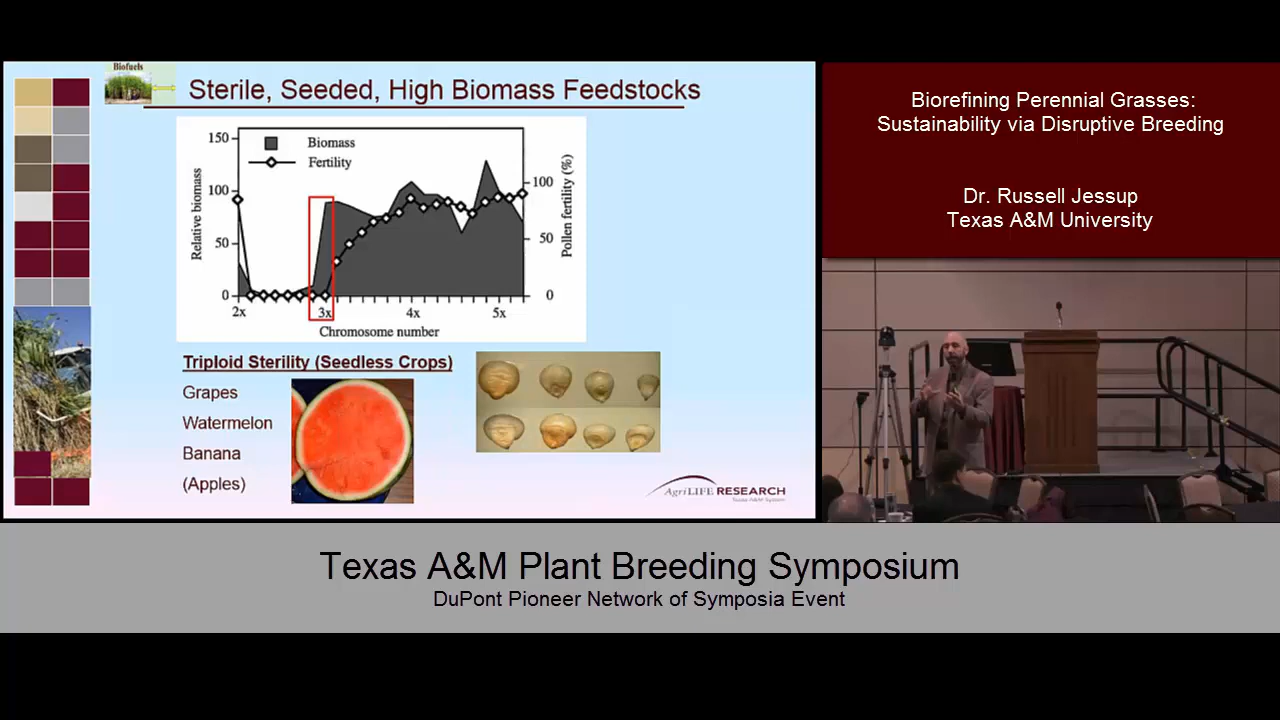 Biofuels
Sterile, Seeded, High Biomass Feedstocks
Biomass
Fertility
150
100
50
0
Relative biomass
100
50
0
Pollen fertility (%)
2x
3x
4x
5x
Chromosome number
Triploid Sterility (Seedless Crops)
Grapes
Watermelon
Banana
(Apples)
AgriLIFE RESEARCH
Texas A&M System
Biorefining Perennial Grasses:
Sustainability via Disruptive Breeding
Dr. Russell Jessup
Texas A&M University
Texas A&M Plant Breeding Symposium
DuPont Pioneer Network of Symposia Event